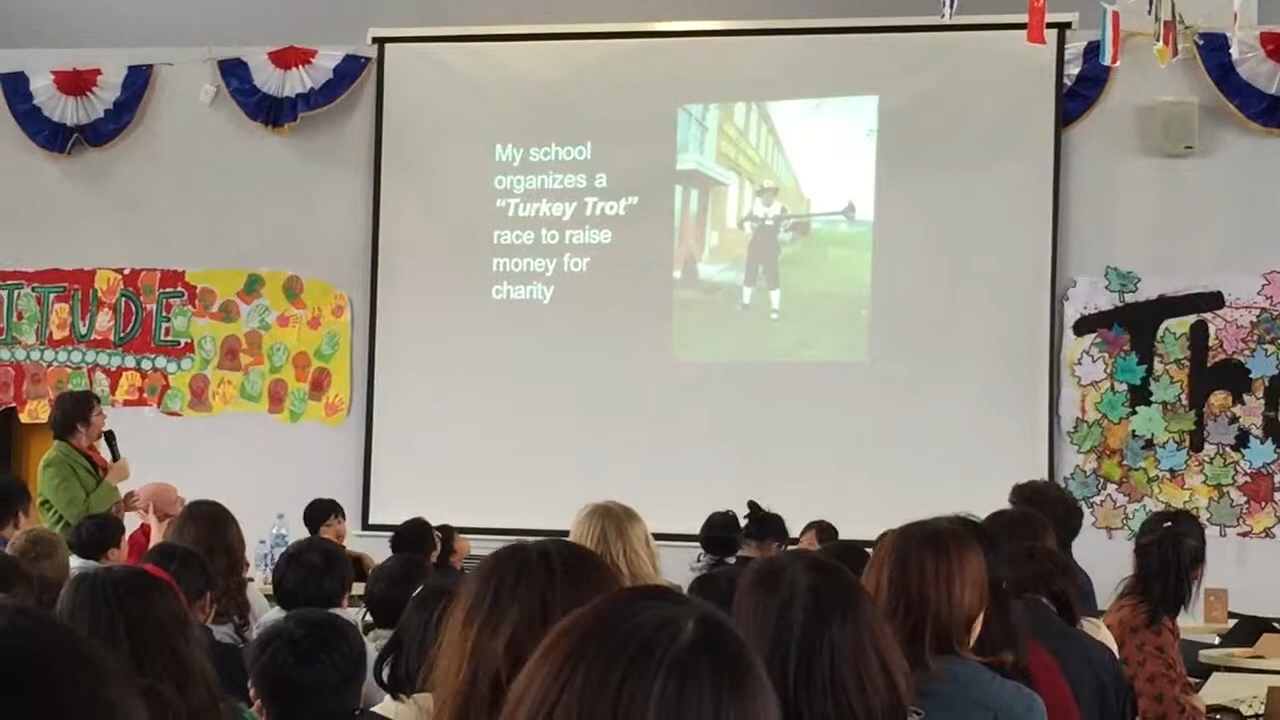 My school
organizes a
“Turkey Trot”
race to raise
money for
charity
ITUDE
Th